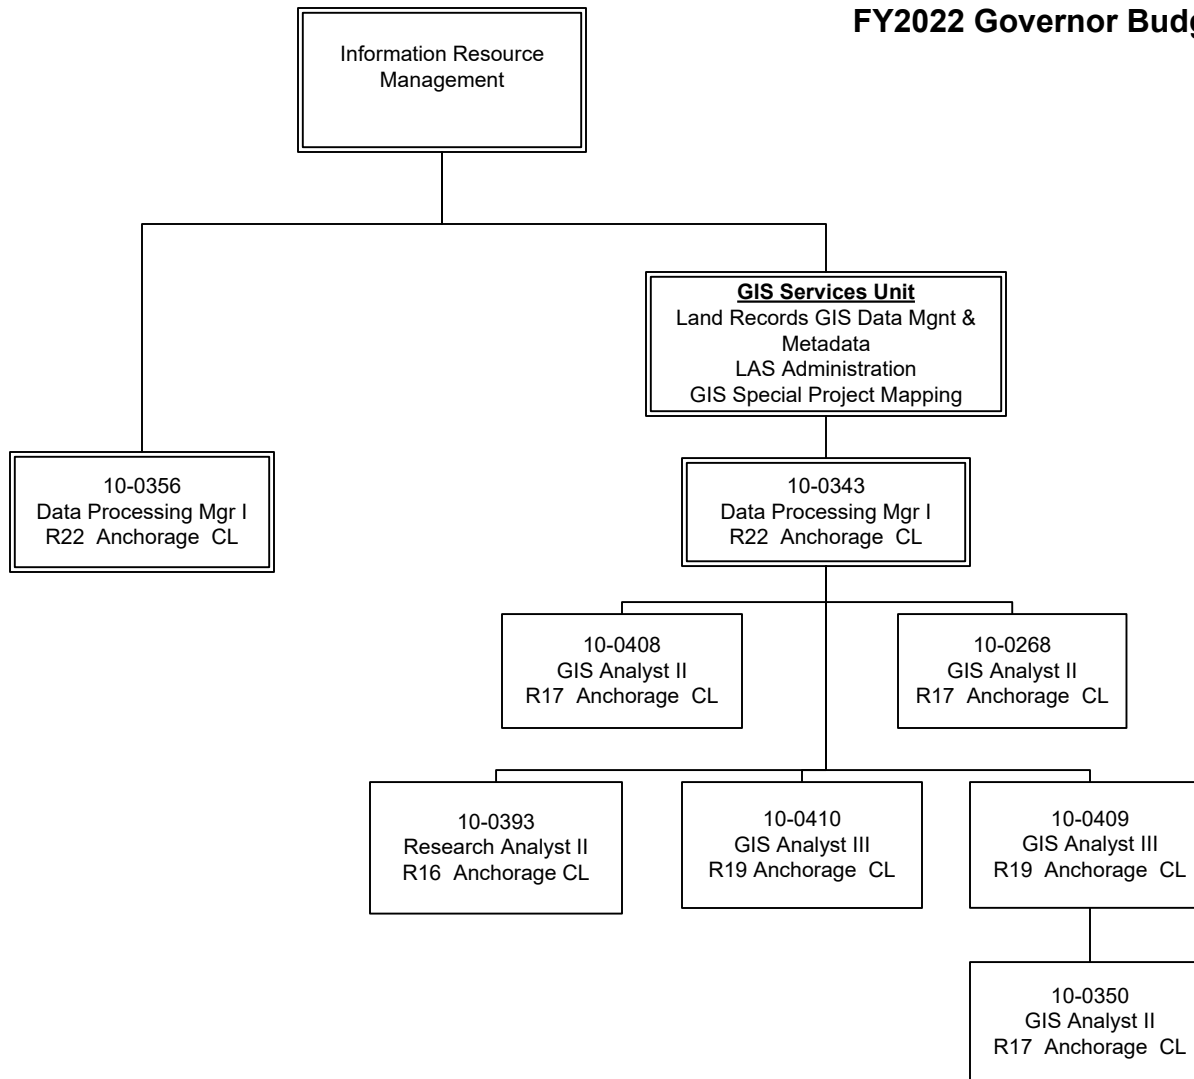 FY2022 Governor
Information Resource
Management
GIS Services Unit
Land Records GIS Data Mgnt &
Metadata
LAS Administration
GIS Special Project Mapping
10-0356
Data Processing Mgr I
R22 Anchorage CL
10-0343
Data Processing Mgr I
R22 Anchorage CL
10-0408
GIS Analyst II
R17 Anchorage CL
10-0268
GIS Analyst II
R17 Anchorage CL
10-0393
Research Analyst II
R16 Anchorage CL
10-0410
GIS Analyst III
R19 Anchorage CL
10-0409
GIS Analyst III
R19 Anchorage CL
10-0350
GIS Analyst II
R17 Anchorage CL